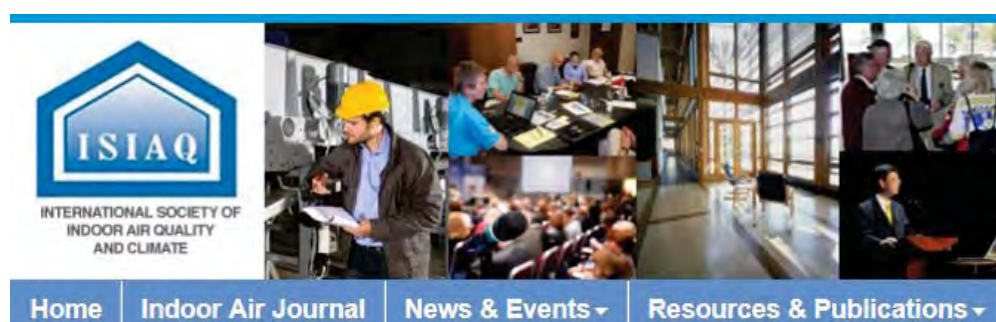 ISIAQ
INTERNATIONAL SOCIETY OF
INDOOR AIR QUALITY
AND CLIMATE
Home
Indoor Air Journal
News & Events
Resources & Publications